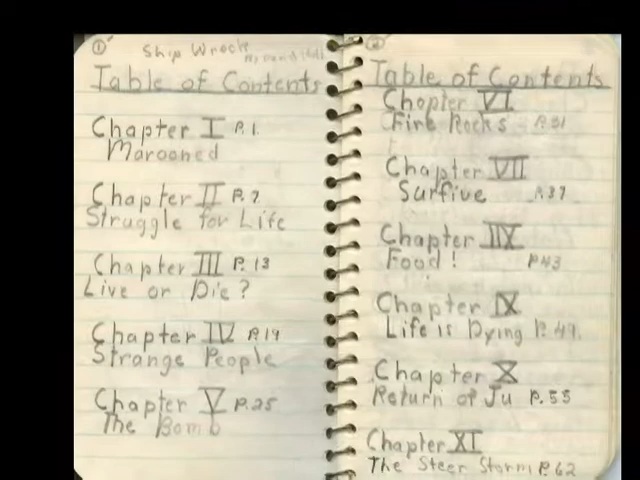 ① Ship Wreck
Table of Contents
Chapter I P.1.
Marooned
Chapter II P.7
Struggle for Life
Chapter III P.13
Live or Die?
Chapter IV P.19
Strange People
Chapter V P.25
The Bomb
②
Table of Contents
Chapter VI
Fire Rocks P.31
Chapter VII
Surfive P.37
Chapter IIX
Food! P.43
Chapter IX
Life is Dying P.49.
Chapter X
Return of Ju P.55
Chapter XI
The Steer Storm P.62